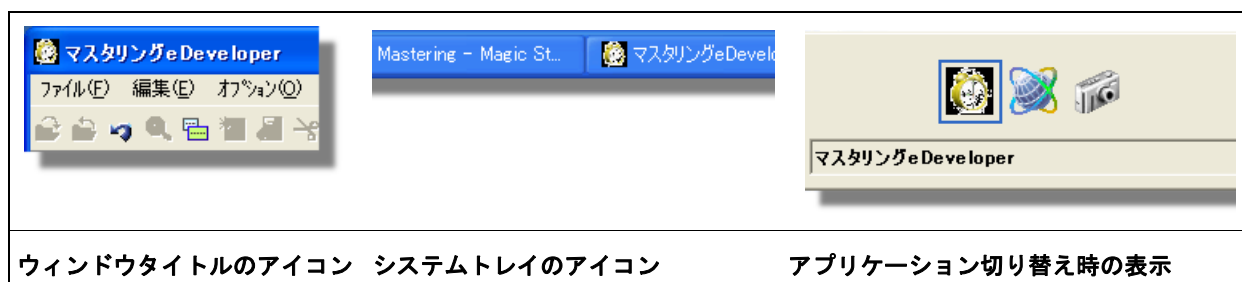 マスタリングeDeveloper
ファイル(F) 編集(E) オプション(O)
Mastering - Magic St...
マスタリングeDevelo
マスタリングeDeveloper
ウィンドウタイトルのアイコン
システムトレイのアイコン
アプリケーション切り替え時の表示